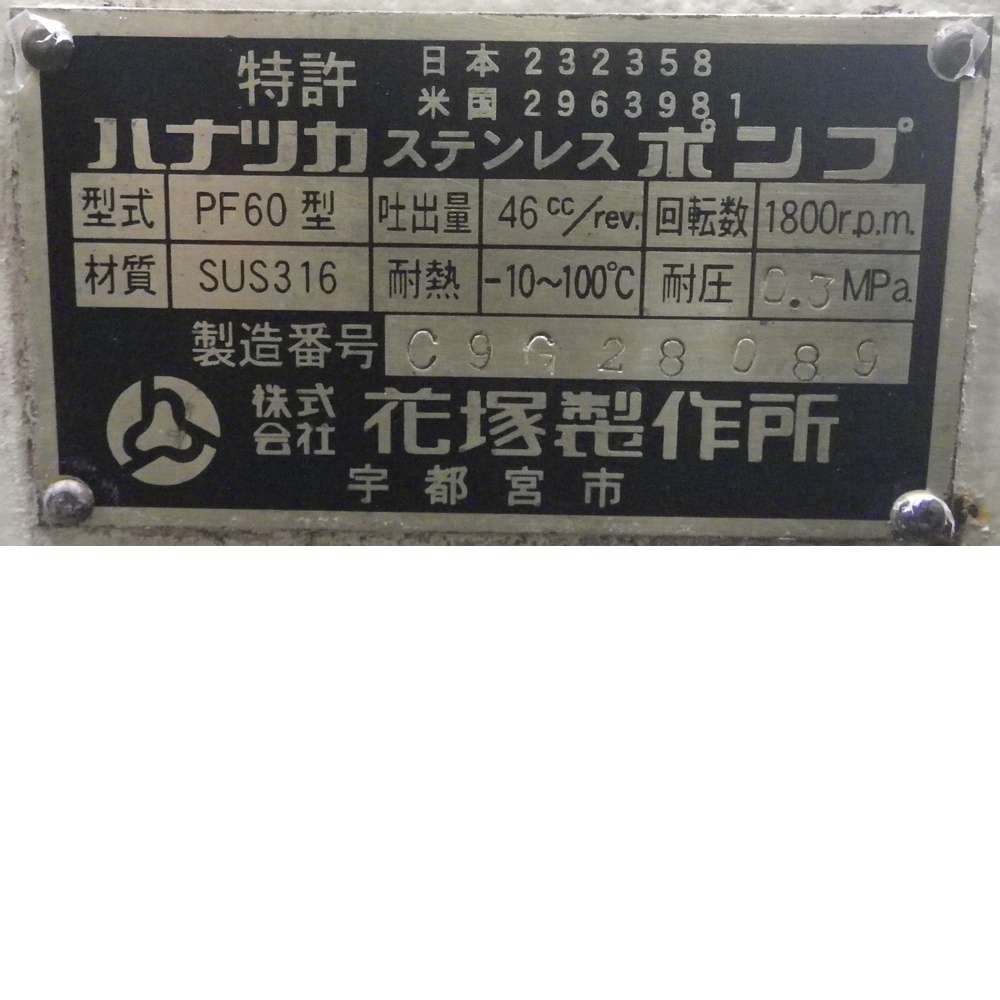 特許 日本 232358
米国 2963981
ハナツカ ステンレス ポンプ
型式 PF60型 吐出量 46cc/rev. 回転数 1800r.p.m.
材質 SUS316 耐熱 -10~100℃ 耐圧 0.3MPa
製造番号 C9G28089
株式会社 花塚製作所
宇都宮市